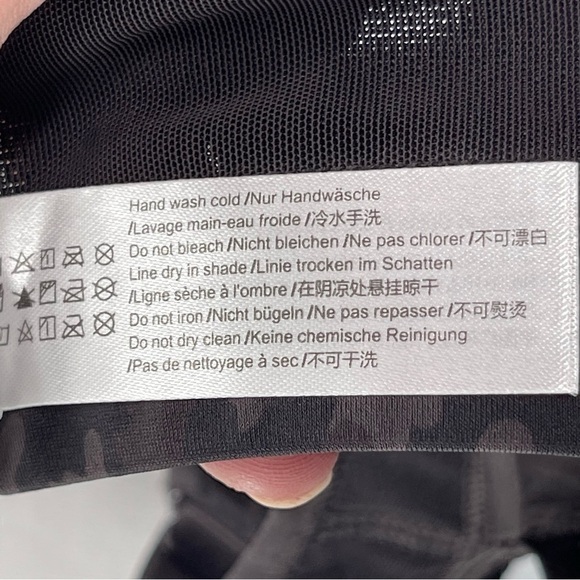 Hand wash cold /Nur Handwäsche
/Lavage main-eau froide /冷水手洗
Do not bleach /Nicht bleichen /Ne pas chlorer /不可漂白
Line dry in shade /Linie trocken im Schatten
/Ligne sèche à l'ombre /在阴凉处悬挂晾干
Do not iron /Nicht bügeln /Ne pas repasser /不可熨烫
Do not dry clean /Keine chemische Reinigung
/Pas de nettoyage à sec /不可干洗